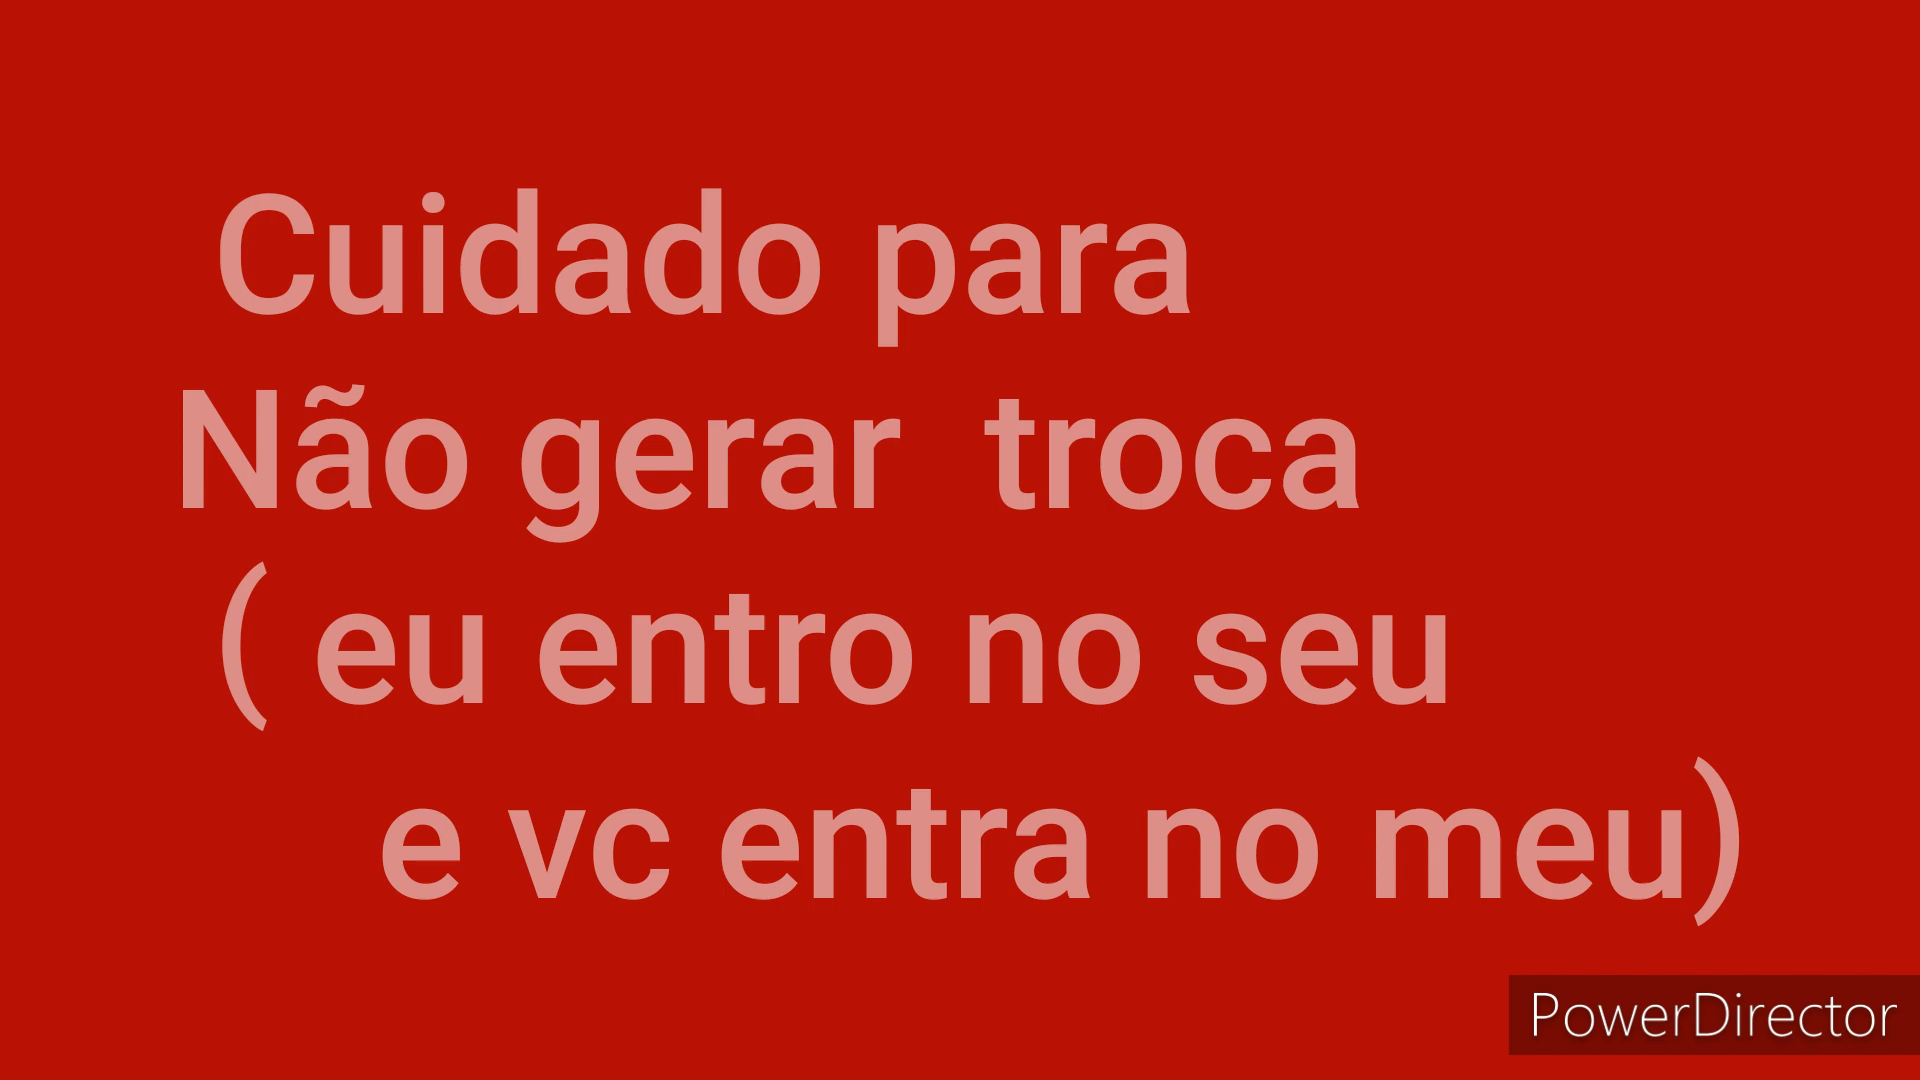 Cuidado para
Não gerar  troca
( eu entro no seu
e vc entra no meu)
PowerDirector